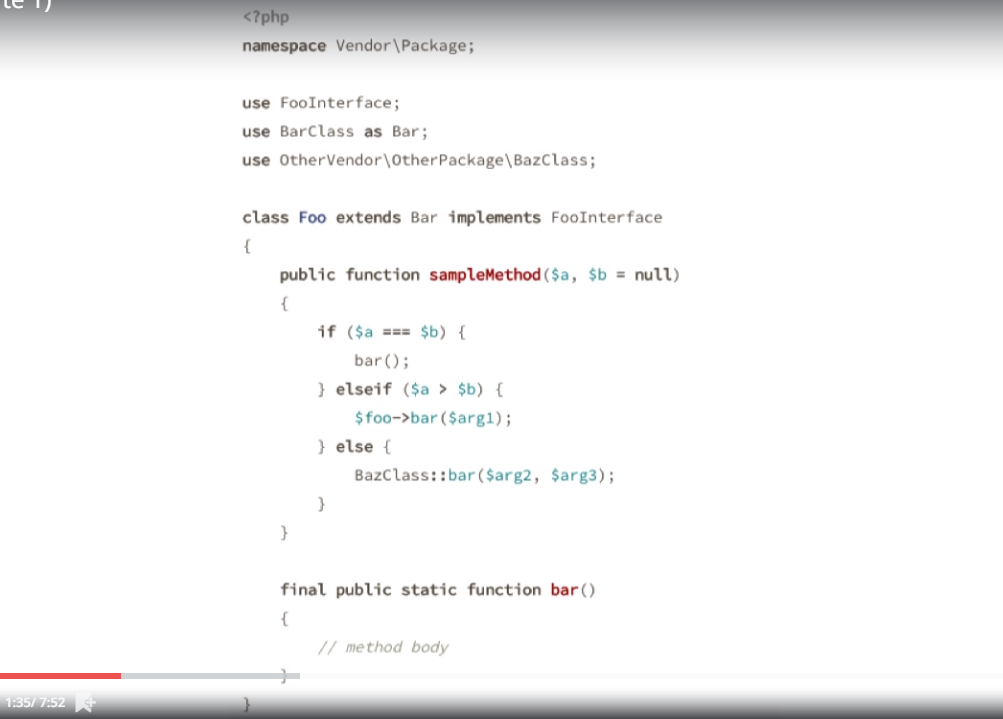 te 1)
<?php
namespace Vendor\Package;

use FooInterface;
use BarClass as Bar;
use OtherVendor\OtherPackage\BazClass;

class Foo extends Bar implements FooInterface
{
    public function sampleMethod($a, $b = null)
    {
        if ($a === $b) {
            bar();
        } elseif ($a > $b) {
            $foo->bar($arg1);
        } else {
            BazClass::bar($arg2, $arg3);
        }
    }

    final public static function bar()
    {
        // method body
    }
}
1:35/ 7:52